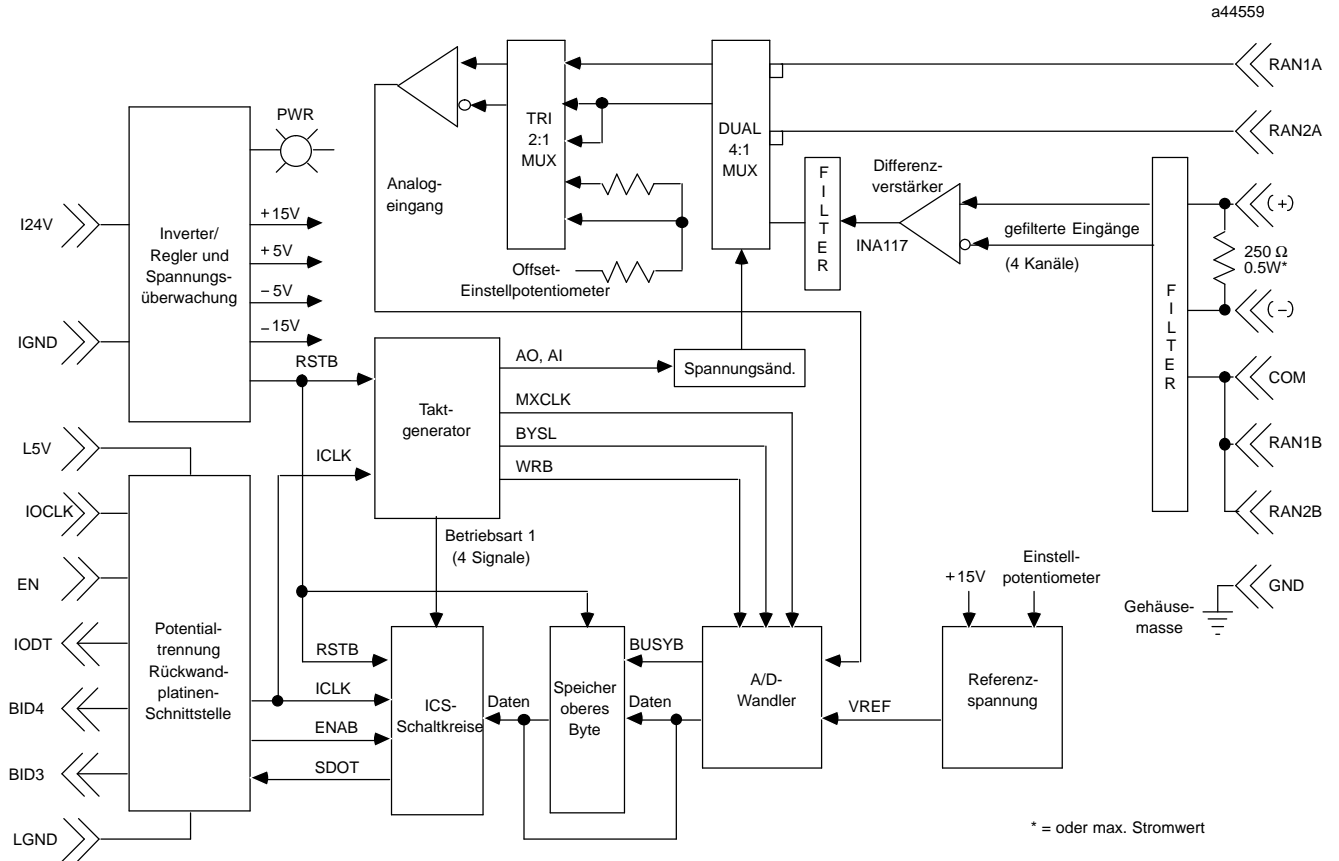 a44559
RAN1A
RAN2A
PWR
TRI
2:1
MUX
DUAL
4:1
MUX
FILTER
Differenz-
verstärker
INA117
gefilterte Eingänge
(4 Kanäle)
FILTER
(+)
250 Ω
0.5W*
(−)
COM
RAN1B
RAN2B
GND
Gehäuse-
masse
Analog-
eingang
Offset-
Einstellpotentiometer
I24V
IGND
Inverter/
Regler und
Spannungs-
überwachung
+15V
+5V
−5V
−15V
RSTB
ICLK
Takt-
generator
AO, AI
Spannungsänd.
MXCLK
BYSL
WRB
Betriebsart 1
(4 Signale)
L5V
IOCLK
EN
IODT
BID4
BID3
LGND
Potential-
trennung
Rückwand-
platinen-
Schnittstelle
RSTB
ICLK
ENAB
SDOT
ICS-
Schaltkreise
Daten
Speicher
oberes
Byte
BUSYB
Daten
A/D-
Wandler
VREF
+15V
Einstell-
potentiometer
Referenz-
spannung
* = oder max. Stromwert